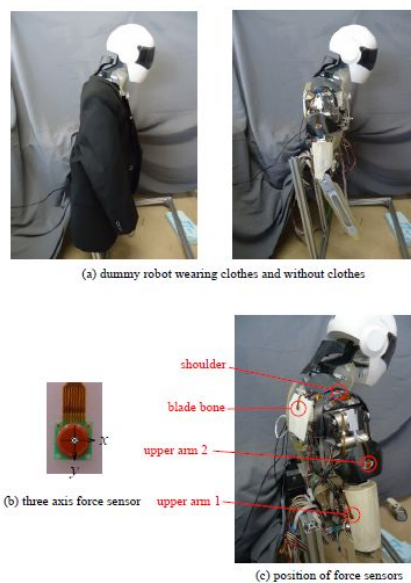 (a) dummy robot wearing clothes and without clothes
shoulder
blade bone
upper arm 2
x
y
(b) three axis force sensor
upper arm 1
(c) position of force sensors